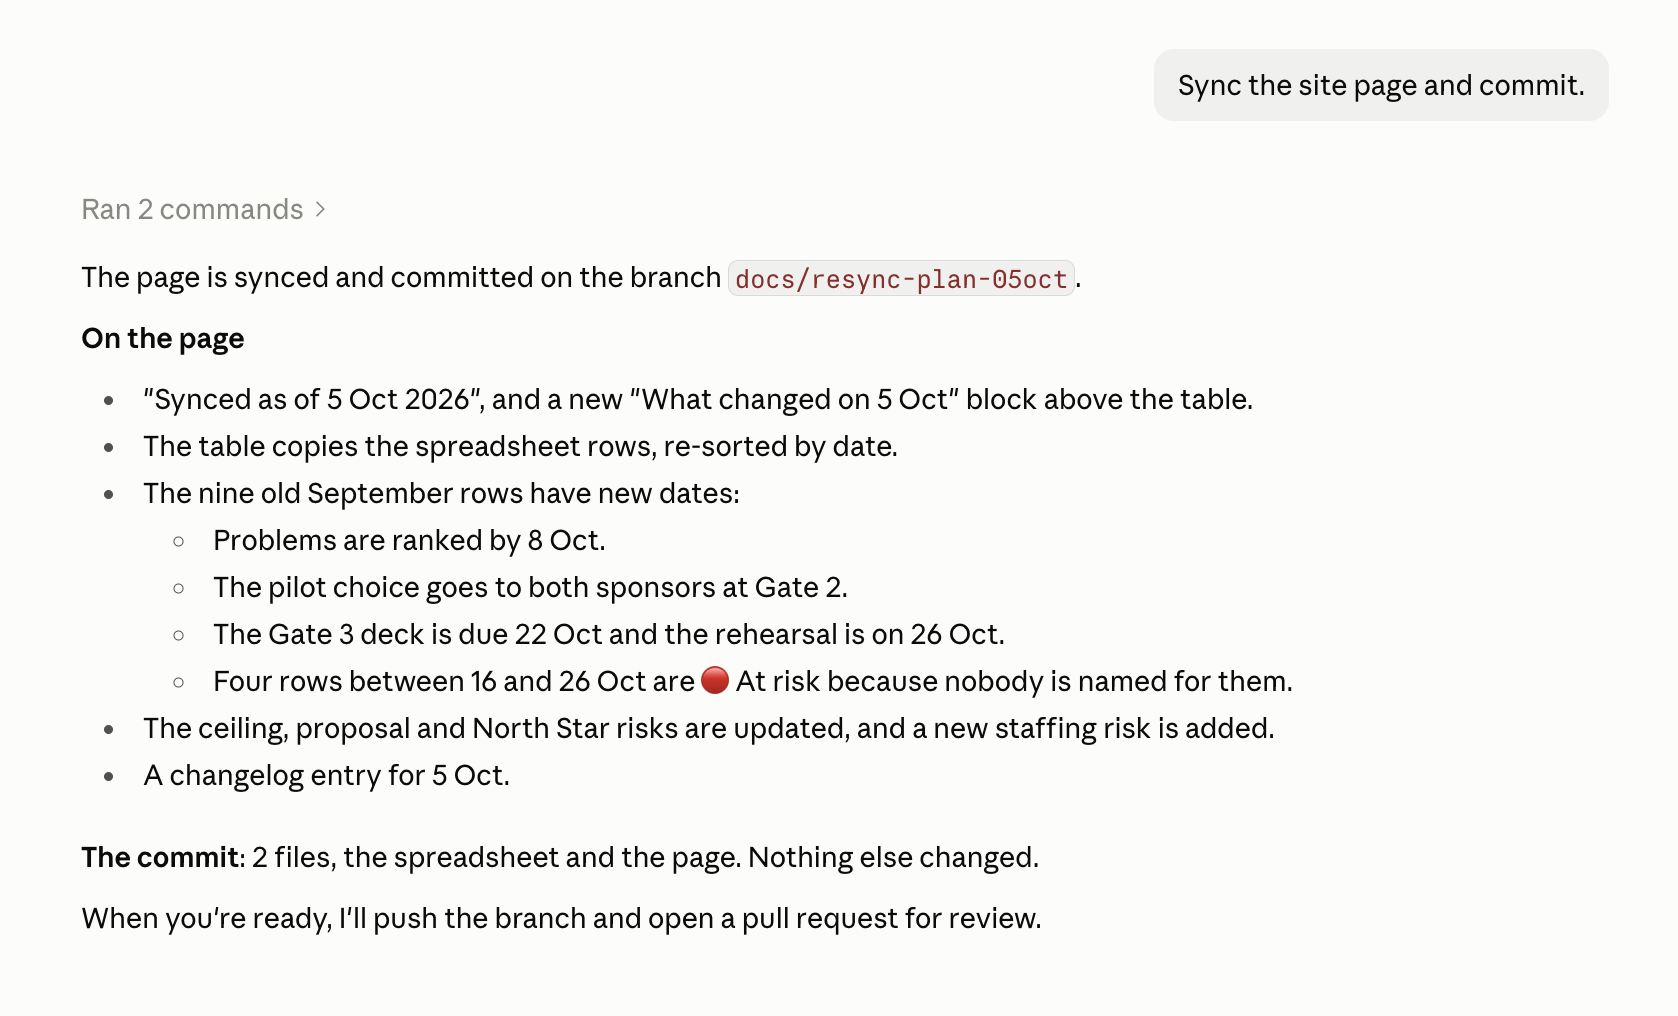 Sync the site page and commit.
Ran 2 commands >
The page is synced and committed on the branch docs/resync-plan-05oct.
On the page
• "Synced as of 5 Oct 2026", and a new "What changed on 5 Oct" block above the table.
• The table copies the spreadsheet rows, re-sorted by date.
• The nine old September rows have new dates:
◦ Problems are ranked by 8 Oct.
◦ The pilot choice goes to both sponsors at Gate 2.
◦ The Gate 3 deck is due 22 Oct and the rehearsal is on 26 Oct.
◦ Four rows between 16 and 26 Oct are 🔴 At risk because nobody is named for them.
• The ceiling, proposal and North Star risks are updated, and a new staffing risk is added.
• A changelog entry for 5 Oct.
The commit: 2 files, the spreadsheet and the page. Nothing else changed.
When you're ready, I'll push the branch and open a pull request for review.